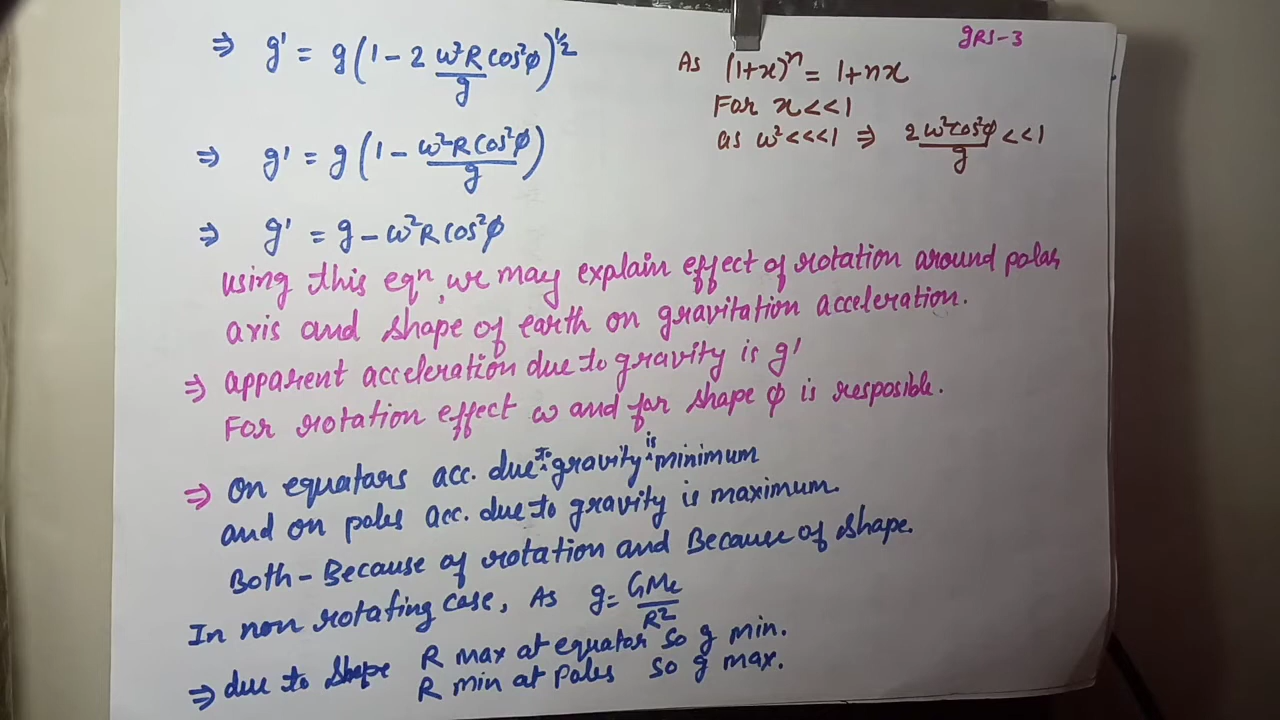 gRS-3
⇒ g' = g(1 - 2 ω²R cos²φ/g)^1/2
As (1+x)ⁿ = 1+nx
For x<<1
as ω²<<<1 ⇒ 2ω²cos²φ/g <<1
⇒ g' = g(1 - ω²R cos²φ/g)
⇒ g' = g - ω²R cos²φ
using this eqn, we may explain effect of rotation around polar
axis and shape of earth on gravitation acceleration.
⇒ apparent acceleration due to gravity is g'
For rotation effect ω and for shape φ is resposible.
⇒ On equators acc. due to gravity is minimum
and on poles acc. due to gravity is maximum.
Both - Because of rotation and Because of shape.
In non rotating case, As g = GMe/R²
⇒ due to shape R max at equator so g min.
R min at Poles so g max.